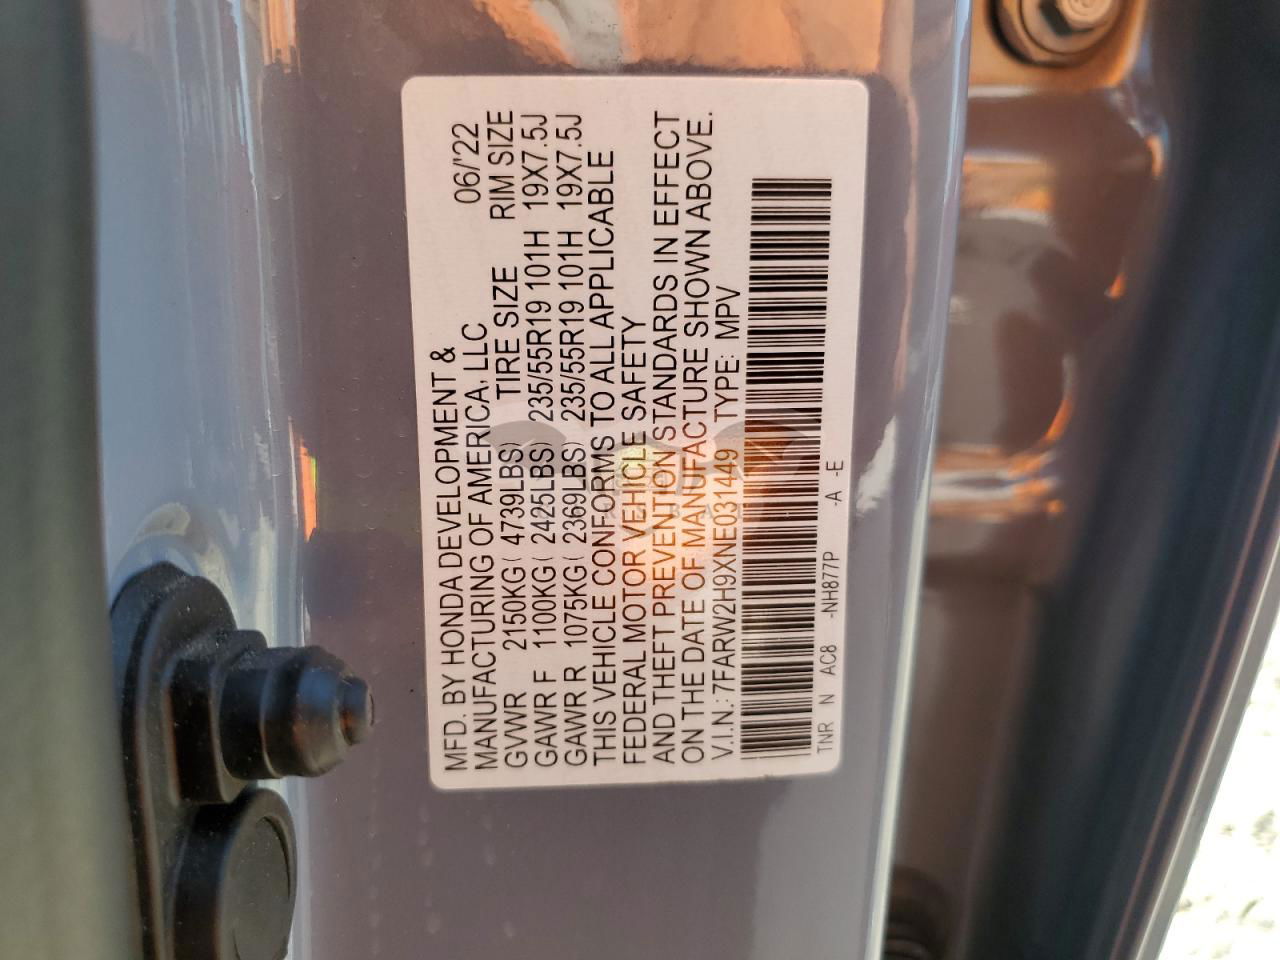 MFD. BY HONDA DEVELOPMENT &
MANUFACTURING OF AMERICA, LLC 06/'22
GVWR 2150KG ( 4739LBS) TIRE SIZE RIM SIZE
GAWR F 1100KG ( 2425LBS) 235/55R19 101H 19X7.5J
GAWR R 1075KG ( 2369LBS) 235/55R19 101H 19X7.5J
THIS VEHICLE CONFORMS TO ALL APPLICABLE
FEDERAL MOTOR VEHICLE SAFETY
AND THEFT PREVENTION STANDARDS IN EFFECT
ON THE DATE OF MANUFACTURE SHOWN ABOVE.
V.I.N.: 7FARW2H9XNE031449 TYPE: MPV
TNR N AC8 -NH877P -A -E